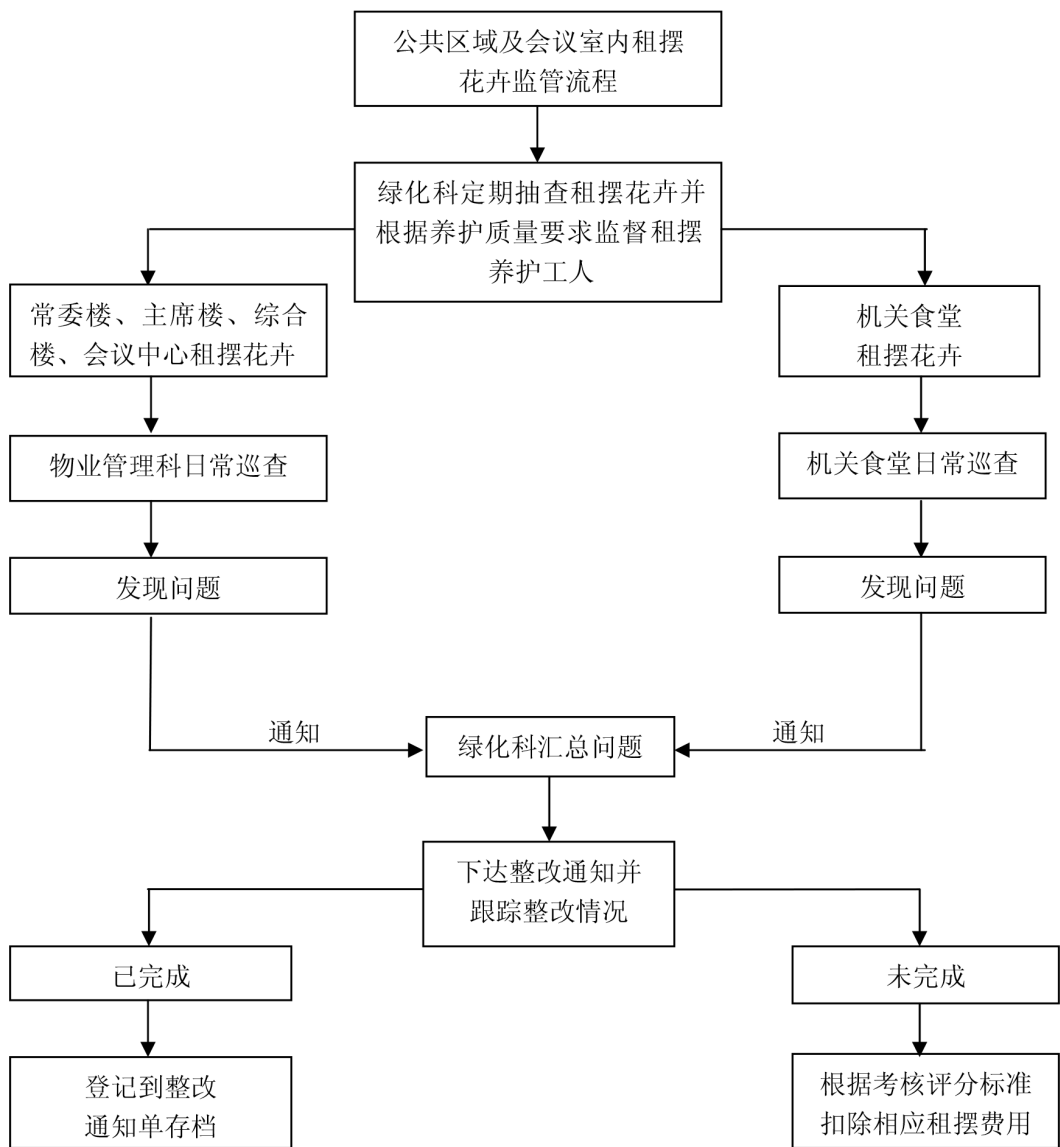 公共区域及会议室内租摆
花卉监管流程
绿化科定期抽查租摆花卉并
根据养护质量要求监督租摆
养护工人
常委楼、主席楼、综合
楼、会议中心租摆花卉
机关食堂
租摆花卉
物业管理科日常巡查
机关食堂日常巡查
发现问题
发现问题
通知
绿化科汇总问题
通知
下达整改通知并
跟踪整改情况
已完成
未完成
登记到整改
通知单存档
根据考核评分标准
扣除相应租摆费用